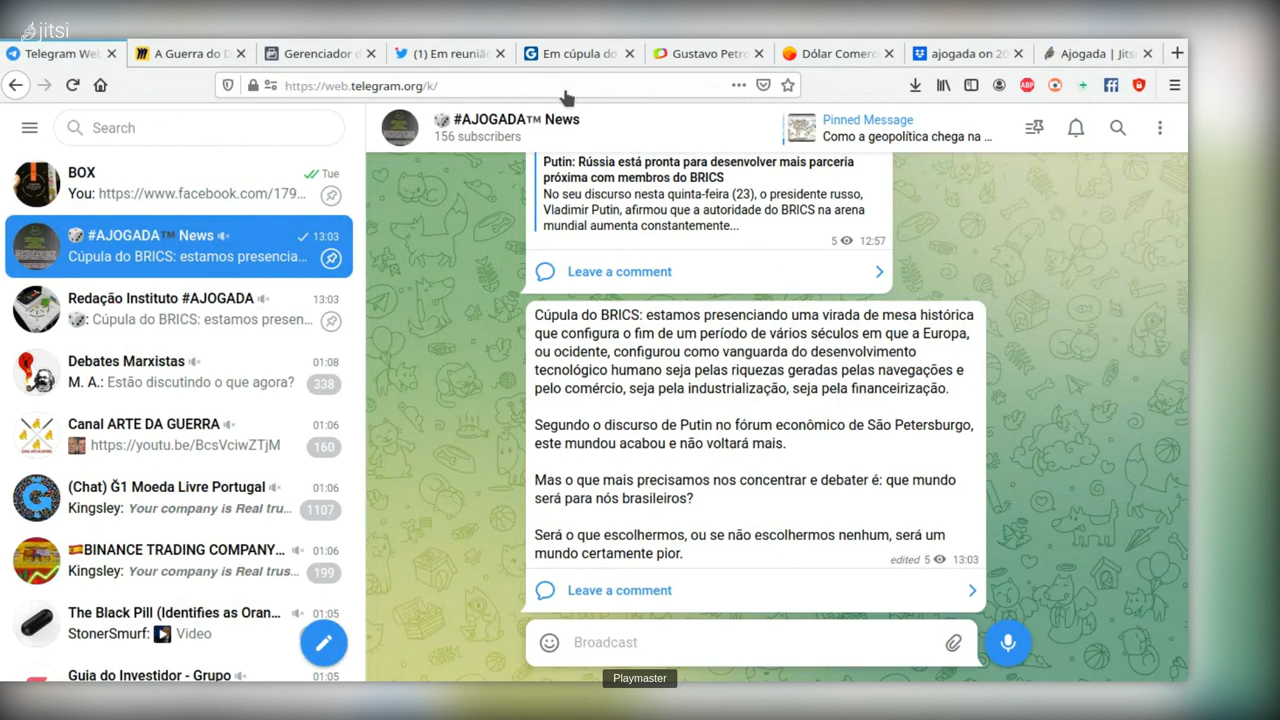 jitsi
Telegram Web
A Guerra do D
Gerenciador d
(1) Em reuniã
Em cúpula do
Gustavo Petr
Dólar Comerc
ajogada on 20
Ajogada | Jits
https://web.telegram.org/k/
ABP
Search
BOX
Tue
You: https://www.facebook.com/179...
#AJOGADA™ News
13:03
Cúpula do BRICS: estamos presencia...
Redação Instituto #AJOGADA
13:03
: Cúpula do BRICS: estamos presen...
Debates Marxistas
01:08
M. A.: Estão discutindo o que agora?
338
Canal ARTE DA GUERRA
01:06
https://youtu.be/BcsVciwZTjM
160
(Chat) Ğ1 Moeda Livre Portugal
01:06
Kingsley: Your company is Real tru...
1107
BINANCE TRADING COMPANY...
01:06
Kingsley: Your company is Real trus...
199
The Black Pill (Identifies as Oran...
01:05
StonerSmurf: Video
Guia do Investidor - Grupo
01:05
#AJOGADA™ News
156 subscribers
Pinned Message
Como a geopolítica chega na ...
Putin: Rússia está pronta para desenvolver mais parceria
próxima com membros do BRICS
No seu discurso nesta quinta-feira (23), o presidente russo,
Vladimir Putin, afirmou que a autoridade do BRICS na arena
mundial aumenta constantemente...
5 12:57
Leave a comment
Cúpula do BRICS: estamos presenciando uma virada de mesa histórica
que configura o fim de um período de vários séculos em que a Europa,
ou ocidente, configurou como vanguarda do desenvolvimento
tecnológico humano seja pelas riquezas geradas pelas navegações e
pelo comércio, seja pela industrialização, seja pela financeirização.
Segundo o discurso de Putin no fórum econômico de São Petersburgo,
este mundou acabou e não voltará mais.
Mas o que mais precisamos nos concentrar e debater é: que mundo
será para nós brasileiros?
Será o que escolhermos, ou se não escolhermos nenhum, será um
mundo certamente pior.
edited 5 13:03
Leave a comment
Broadcast
Playmaster